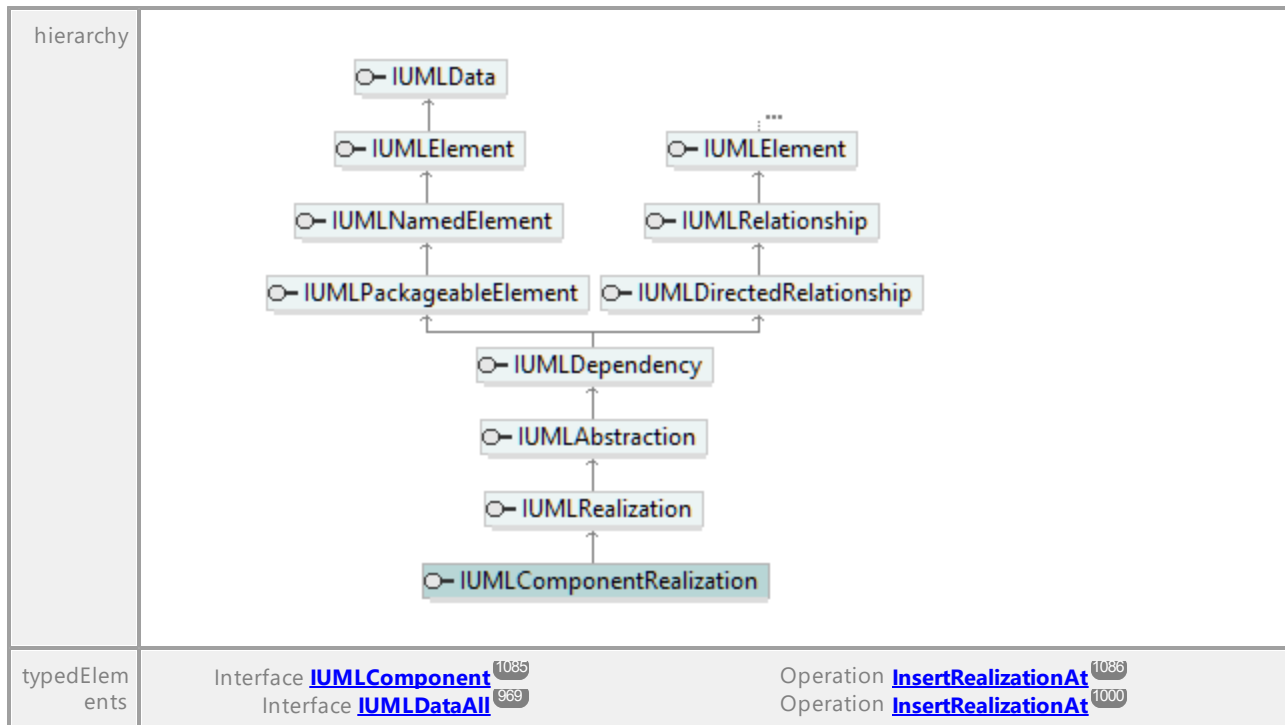 hierarchy
IUMLData
...
IUMLElement
IUMLElement
IUMLNamedElement
IUMLRelationship
IUMLPackageableElement
IUMLDirectedRelationship
IUMLDependency
IUMLAbstraction
IUMLRealization
IUMLComponentRealization
typedElem
ents
Interface IUMLComponent 1085
Operation InsertRealizationAt 1086
Interface IUMLDataAll 969
Operation InsertRealizationAt 1000